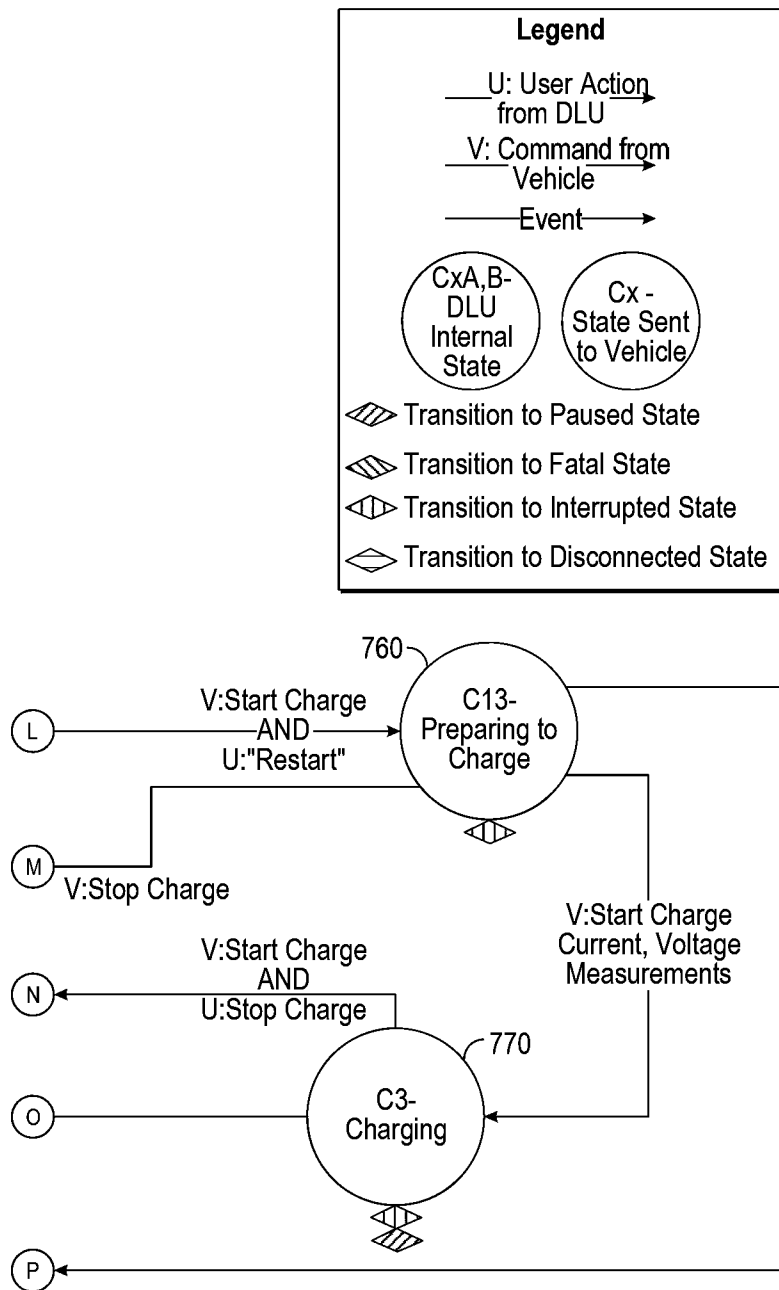 Legend
U: User Action
from DLU
V: Command from
Vehicle
Event
CxA,B-
DLU
Internal
State
Cx -
State Sent
to Vehicle
Transition to Paused State
Transition to Fatal State
Transition to Interrupted State
Transition to Disconnected State
760
L
V:Start Charge
AND
U:"Restart"
C13-
Preparing to
Charge
M
V:Stop Charge
V:Start Charge
Current, Voltage
Measurements
N
V:Start Charge
AND
U:Stop Charge
770
O
C3-
Charging
P